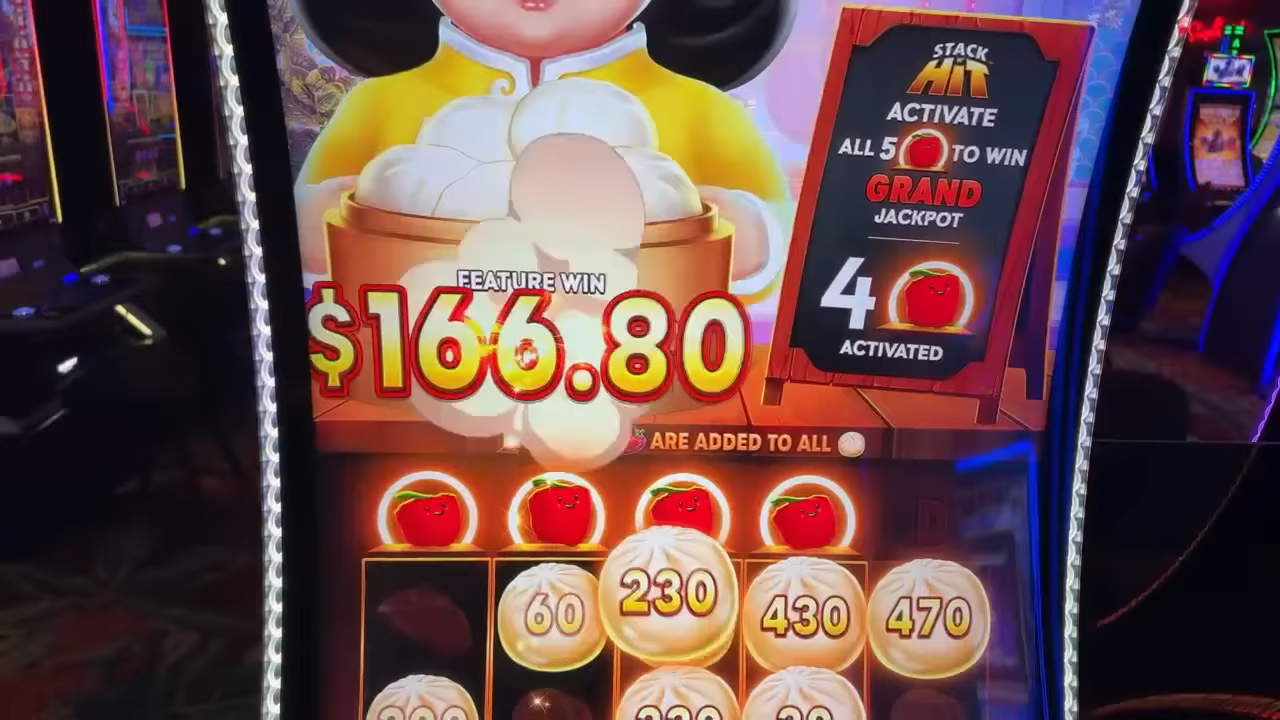 STACK
HIT
ACTIVATE
ALL 5 TO WIN
GRAND
JACKPOT
4
ACTIVATED
FEATURE WIN
$166.80
ARE ADDED TO ALL
60
230
430
470